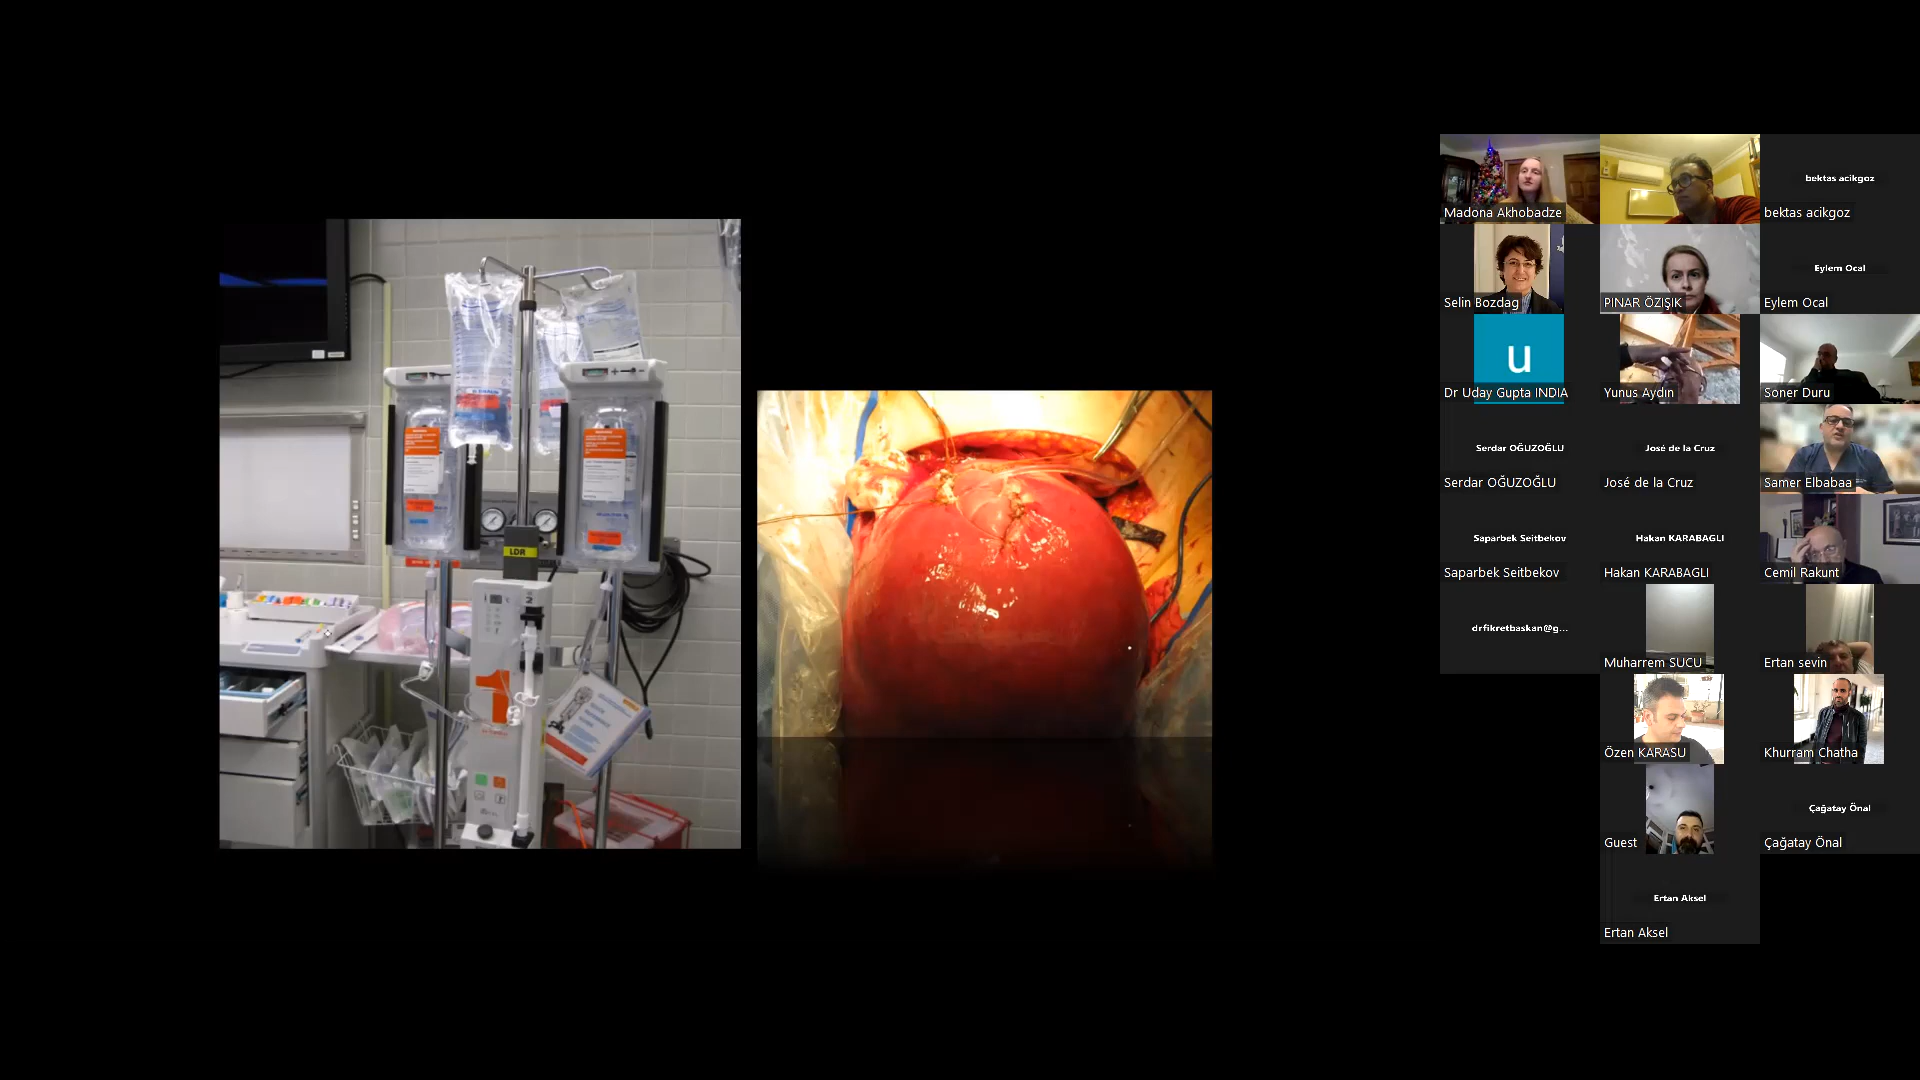 LDR
1
2
Madona Akhobadze
bektas acikgoz
bektas acikgoz
Selin Bozdag
PINAR ÖZIŞIK
Eylem Ocal
Eylem Ocal
u
Dr Uday Gupta INDIA
Yunus Aydın
Soner Duru
Serdar OĞUZOĞLU
Serdar OĞUZOĞLU
José de la Cruz
José de la Cruz
Samer Elbabaa
Saparbek Seitbekov
Saparbek Seitbekov
Hakan KARABAGLI
Hakan KARABAGLI
Cemil Rakunt
drfikretbaskan@g...
Muharrem SUCU
Ertan sevin
Özen KARASU
Khurram Chatha
Guest
Çağatay Önal
Çağatay Önal
Ertan Aksel
Ertan Aksel